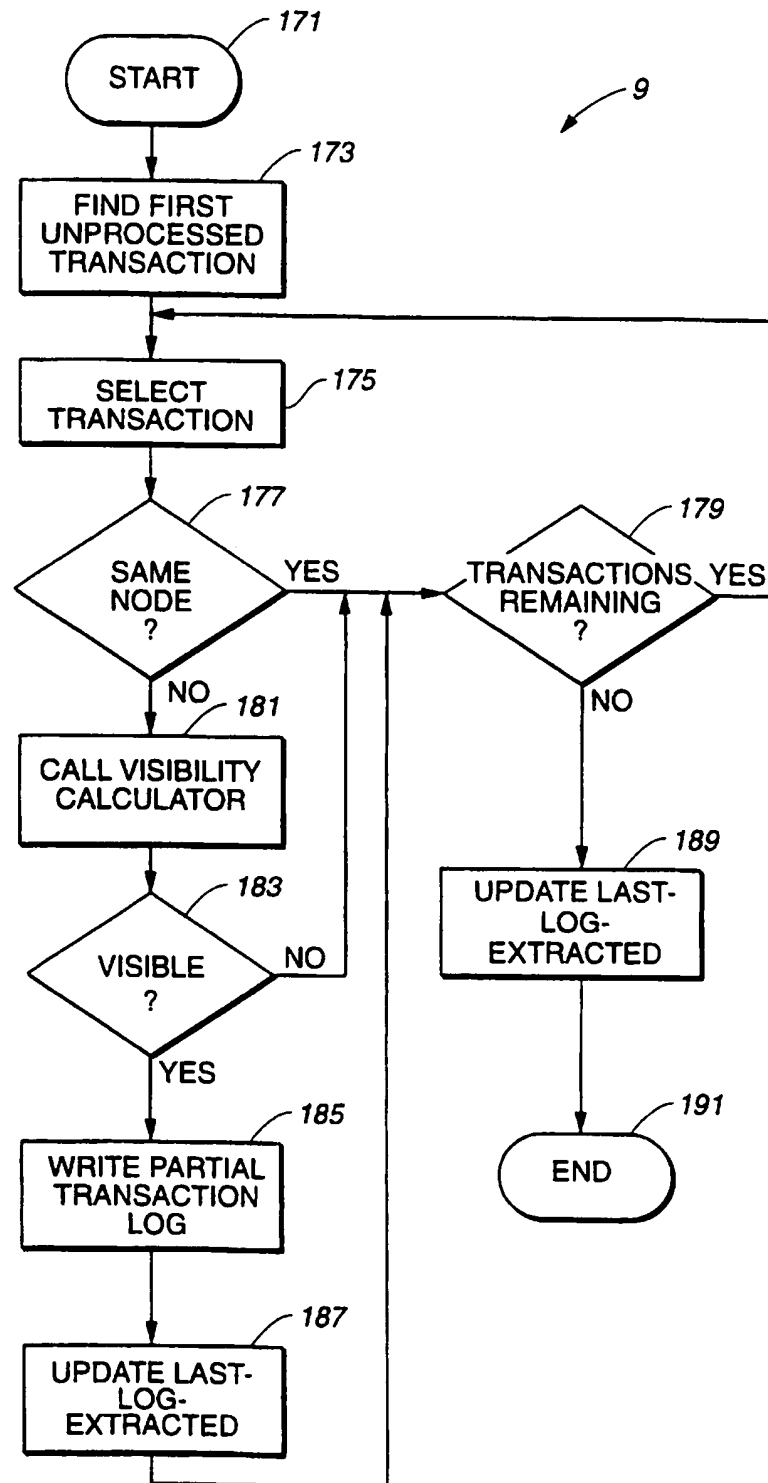 171
START
9
173
FIND FIRST
UNPROCESSED
TRANSACTION
SELECT
TRANSACTION
175
177
SAME
NODE
?
YES
NO
179
TRANSACTIONS
REMAINING
?
YES
NO
181
CALL VISIBILITY
CALCULATOR
183
VISIBLE
?
NO
YES
189
UPDATE LAST-
LOG-
EXTRACTED
185
WRITE PARTIAL
TRANSACTION
LOG
191
END
187
UPDATE LAST-
LOG-
EXTRACTED